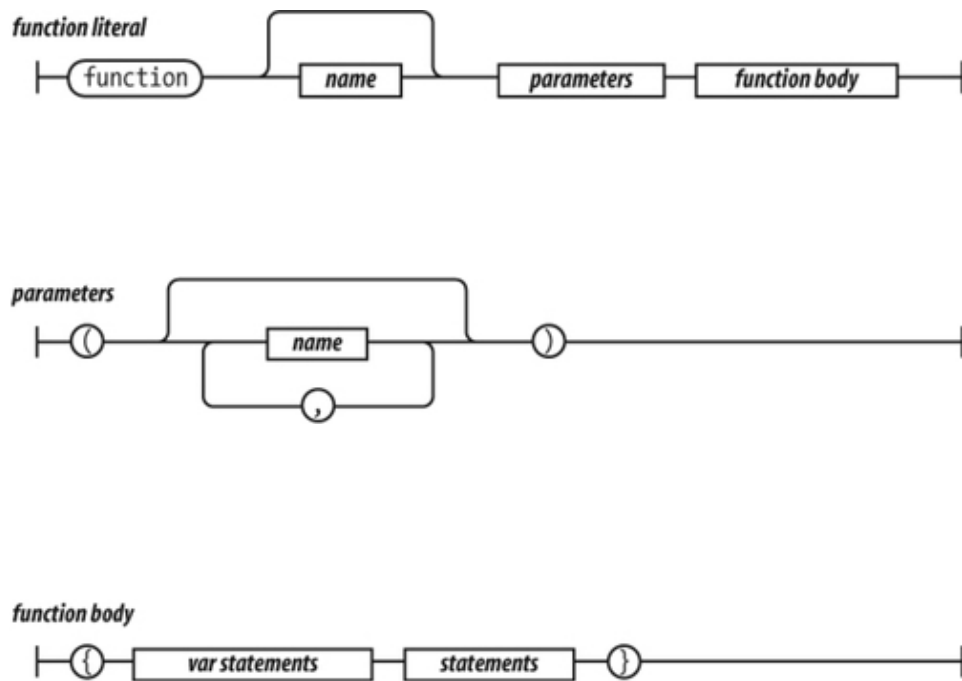 function literal
function name parameters function body
parameters
( name )
,
function body
{ var statements statements }